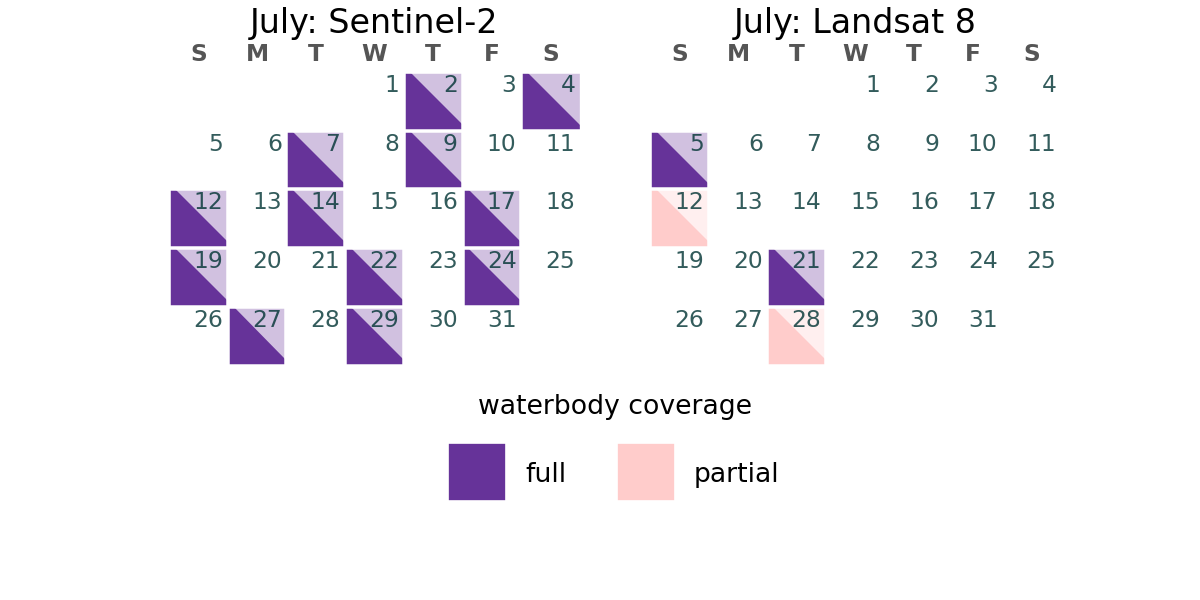 July: Sentinel-2
S M T W T F S
1 2 3 4
5 6 7 8 9 10 11
12 13 14 15 16 17 18
19 20 21 22 23 24 25
26 27 28 29 30 31
July: Landsat 8
S M T W T F S
1 2 3 4
5 6 7 8 9 10 11
12 13 14 15 16 17 18
19 20 21 22 23 24 25
26 27 28 29 30 31
waterbody coverage
full partial